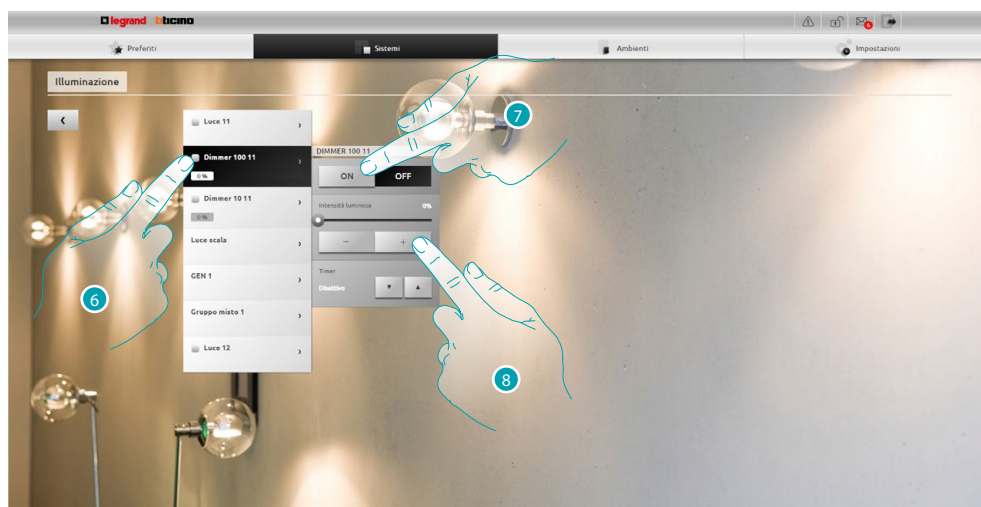 legrand bticino
6
Preferiti
Sistemi
Ambienti
Impostazioni
Illuminazione
Luce 11
Dimmer 100 11
0 %
Dimmer 10 11
0 %
Luce scala
GEN 1
Gruppo misto 1
Luce 12
DIMMER 100 11
ON OFF
Intensità luminosa 0%
− +
Timer
Disattivo
6
7
8